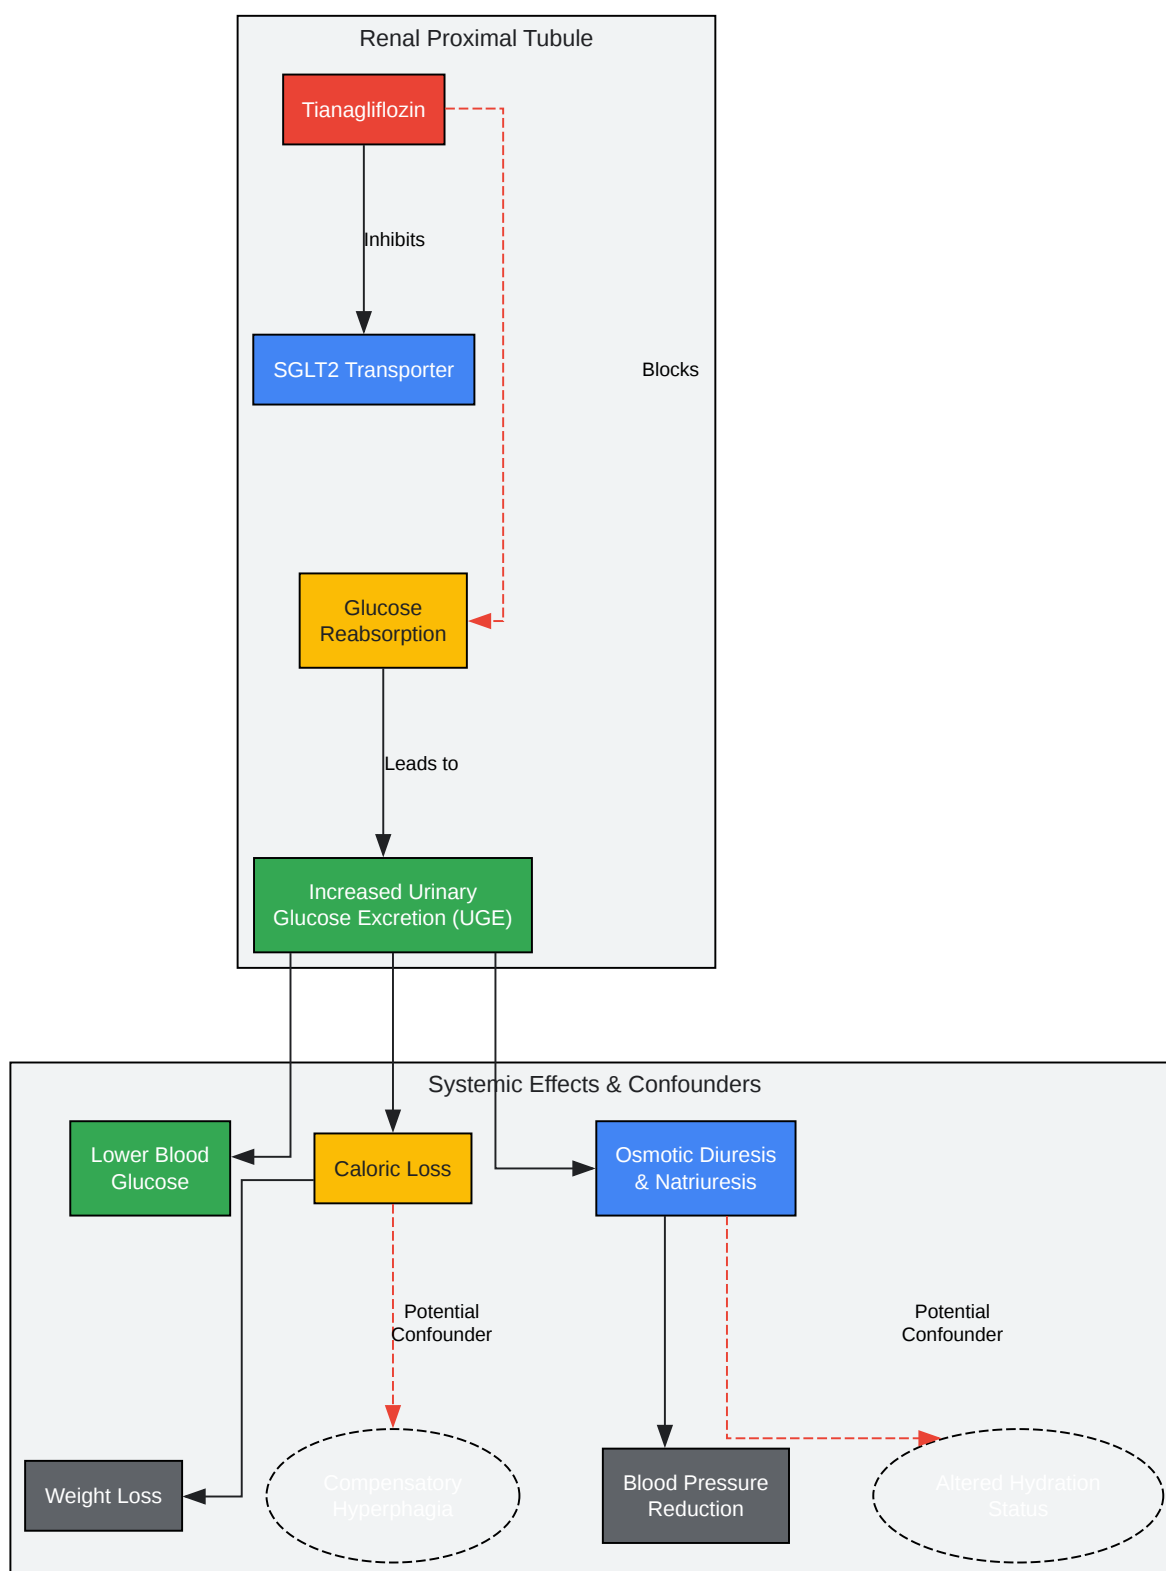 Renal Proximal Tubule
Tianagliflozin
Inhibits
SGLT2 Transporter
Blocks
Glucose
Reabsorption
Leads to
Increased Urinary
Glucose Excretion (UGE)
Systemic Effects & Confounders
Lower Blood
Glucose
Caloric Loss
Osmotic Diuresis
& Natriuresis
Potential
Confounder
Potential
Confounder
Weight Loss
Compensatory
Hyperphagia
Blood Pressure
Reduction
Altered Hydration
Status